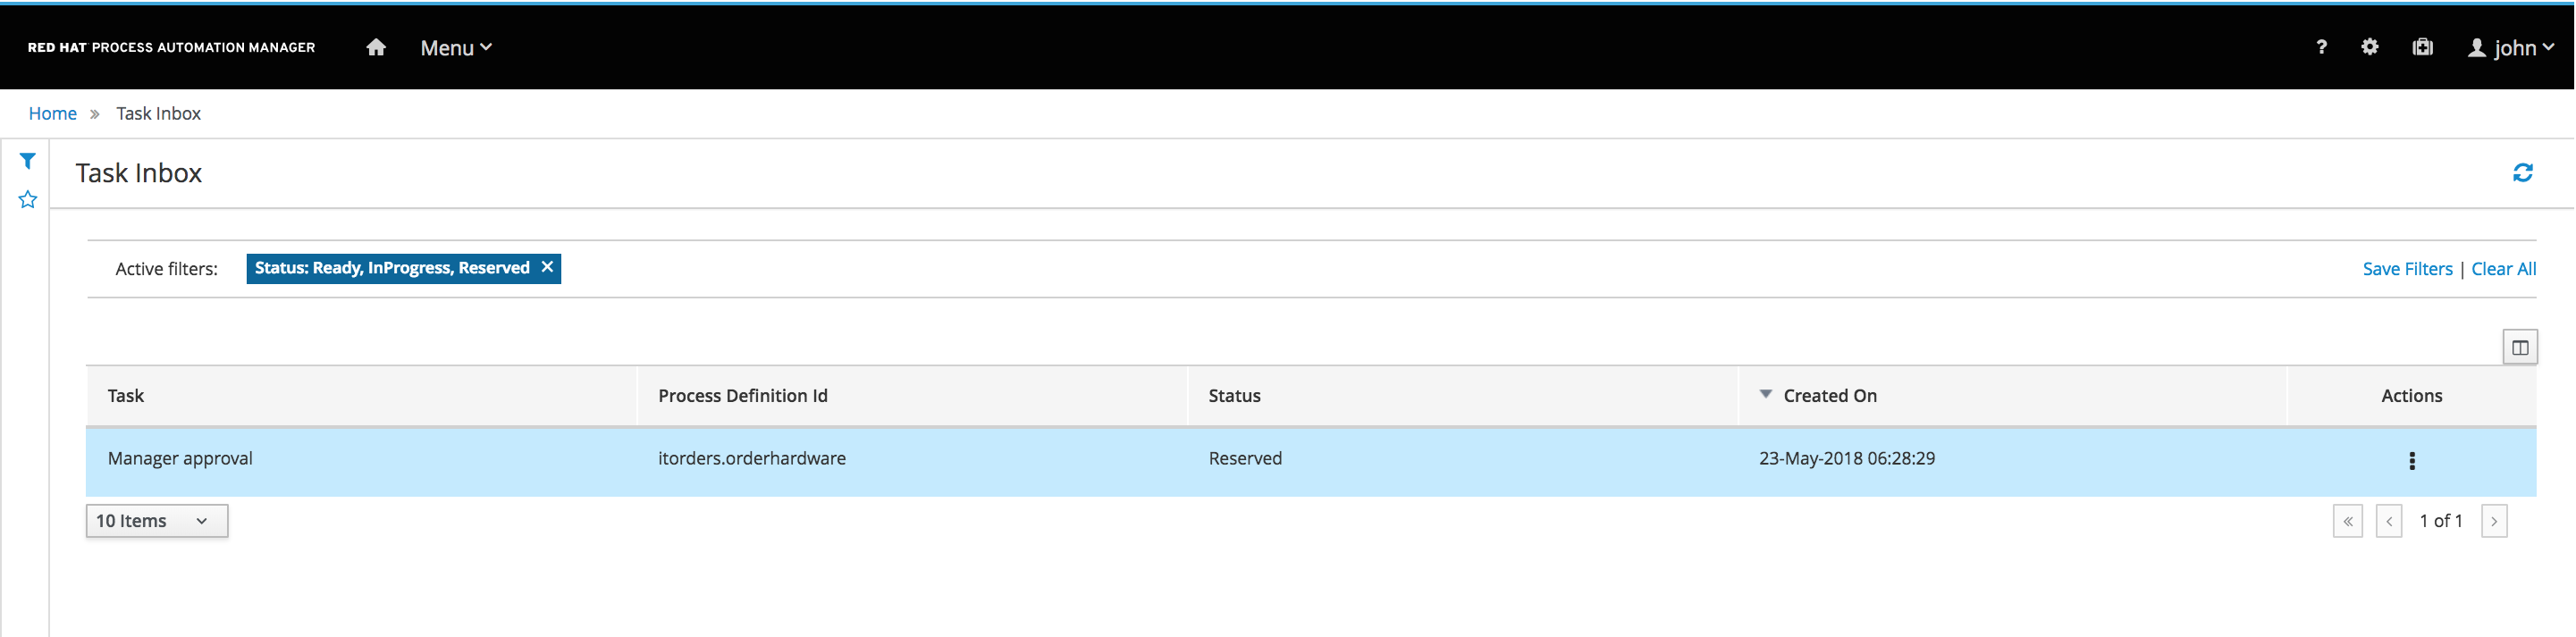 RED HAT PROCESS AUTOMATION MANAGER Menu ? john
Home » Task Inbox
Task Inbox
Active filters: Status: Ready, InProgress, Reserved × Save Filters | Clear All
Task Process Definition Id Status Created On Actions
Manager approval itorders.orderhardware Reserved 23-May-2018 06:28:29
10 Items « ‹ 1 of 1 ›